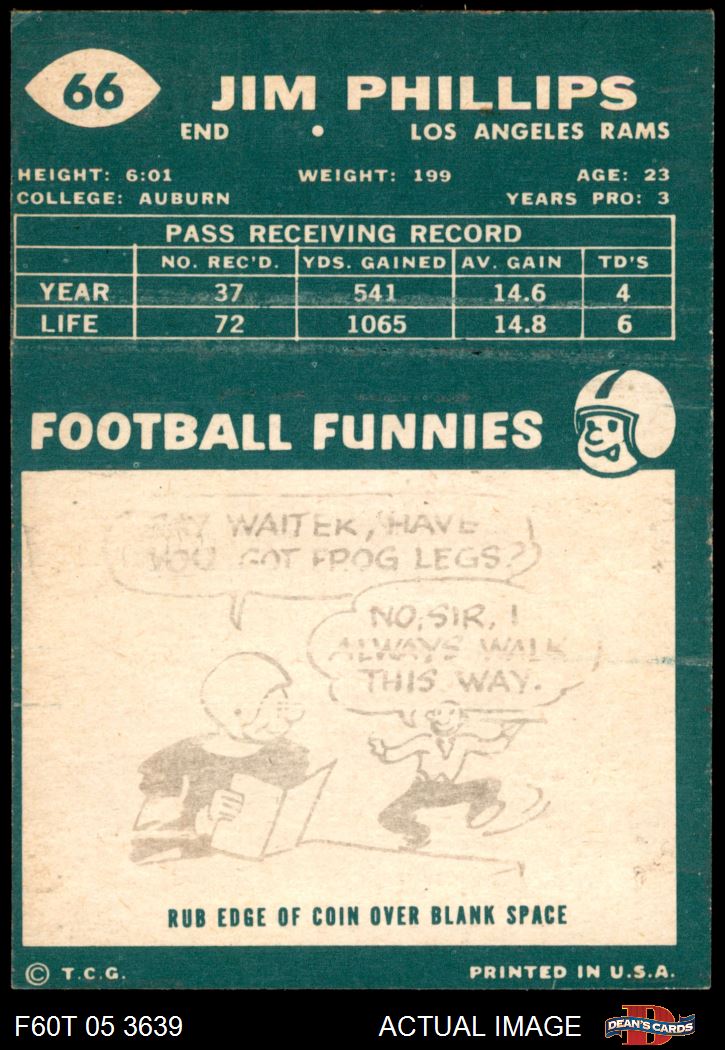 66
JIM PHILLIPS
END • LOS ANGELES RAMS
HEIGHT: 6:01 WEIGHT: 199 AGE: 23
COLLEGE: AUBURN YEARS PRO: 3
PASS RECEIVING RECORD
NO. REC'D. YDS. GAINED AV. GAIN TD'S
YEAR 37 541 14.6 4
LIFE 72 1065 14.8 6
FOOTBALL FUNNIES
SAY WAITER, HAVE
YOU GOT FROG LEGS?
NO, SIR, I
ALWAYS WALK
THIS WAY.
RUB EDGE OF COIN OVER BLANK SPACE
© T.C.G. PRINTED IN U.S.A.
F60T 05 3639 ACTUAL IMAGE D DEAN'S CARDS